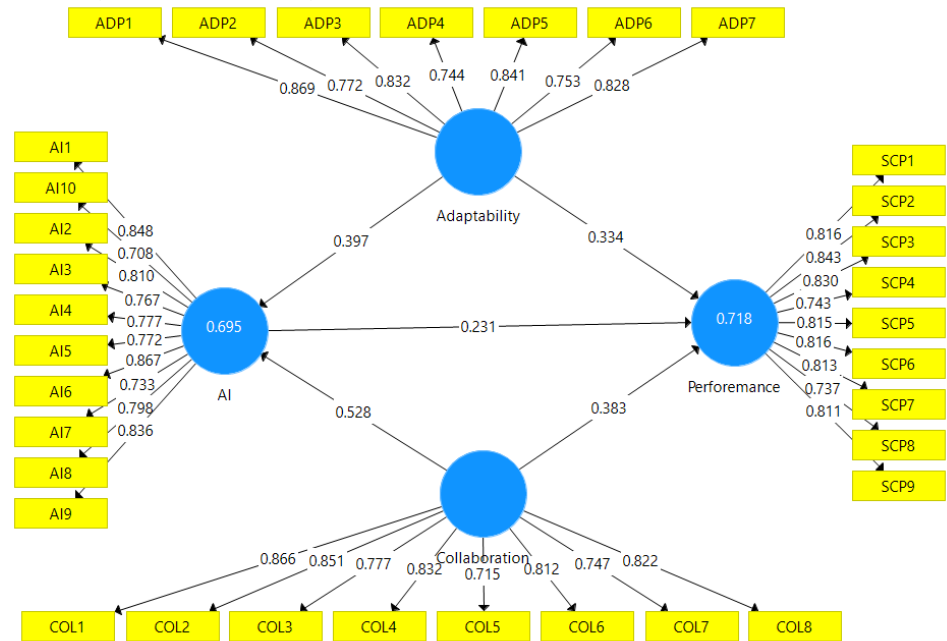 ADP1 ADP2 ADP3 ADP4 ADP5 ADP6 ADP7
0.869 0.772 0.832 0.744 0.841 0.753 0.828
Adaptability
AI1
AI10
AI2
AI3
AI4
AI5
AI6
AI7
AI8
AI9
0.848
0.708
0.810
0.767
0.777
0.772
0.867
0.733
0.798
0.836
0.695
AI
0.397
0.334
0.231
0.528
0.383
0.718
Perforemance
0.816
0.843
0.830
0.743
0.815
0.816
0.813
0.737
0.811
SCP1
SCP2
SCP3
SCP4
SCP5
SCP6
SCP7
SCP8
SCP9
Collaboration
0.866 0.851 0.777 0.832 0.715 0.812 0.747 0.822
COL1 COL2 COL3 COL4 COL5 COL6 COL7 COL8